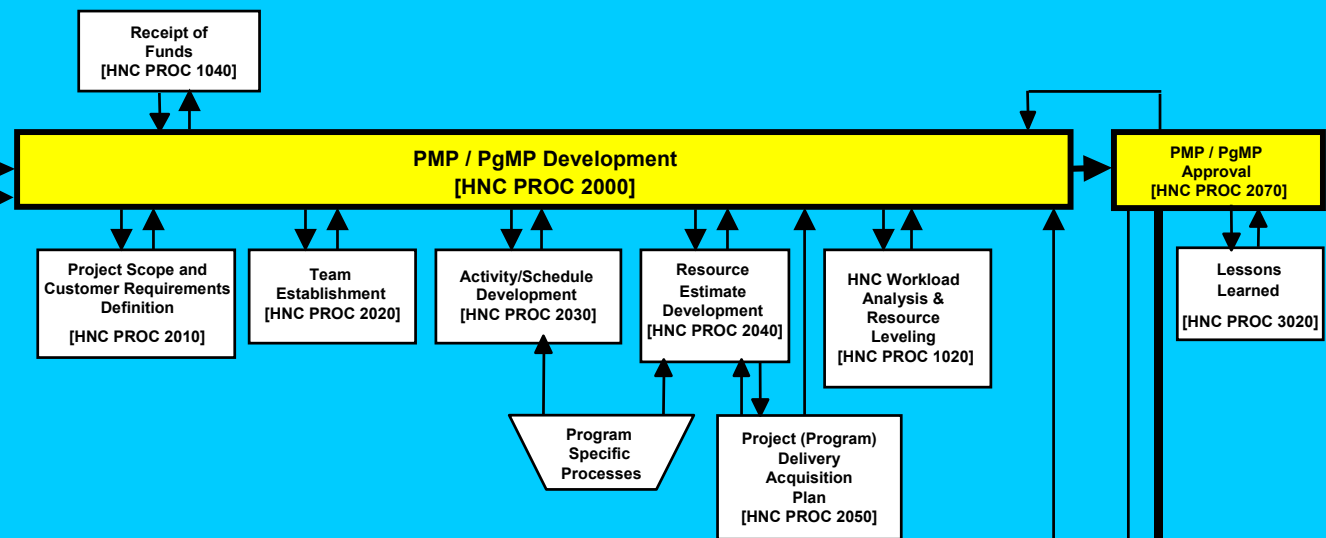 Receipt of
Funds
[HNC PROC 1040]
PMP / PgMP Development
[HNC PROC 2000]
PMP / PgMP
Approval
[HNC PROC 2070]
Project Scope and
Customer Requirements
Definition
[HNC PROC 2010]
Team
Establishment
[HNC PROC 2020]
Activity/Schedule
Development
[HNC PROC 2030]
Resource
Estimate
Development
[HNC PROC 2040]
HNC Workload
Analysis &
Resource
Leveling
[HNC PROC 1020]
Lessons
Learned
[HNC PROC 3020]
Program
Specific
Processes
Project (Program)
Delivery
Acquisition
Plan
[HNC PROC 2050]